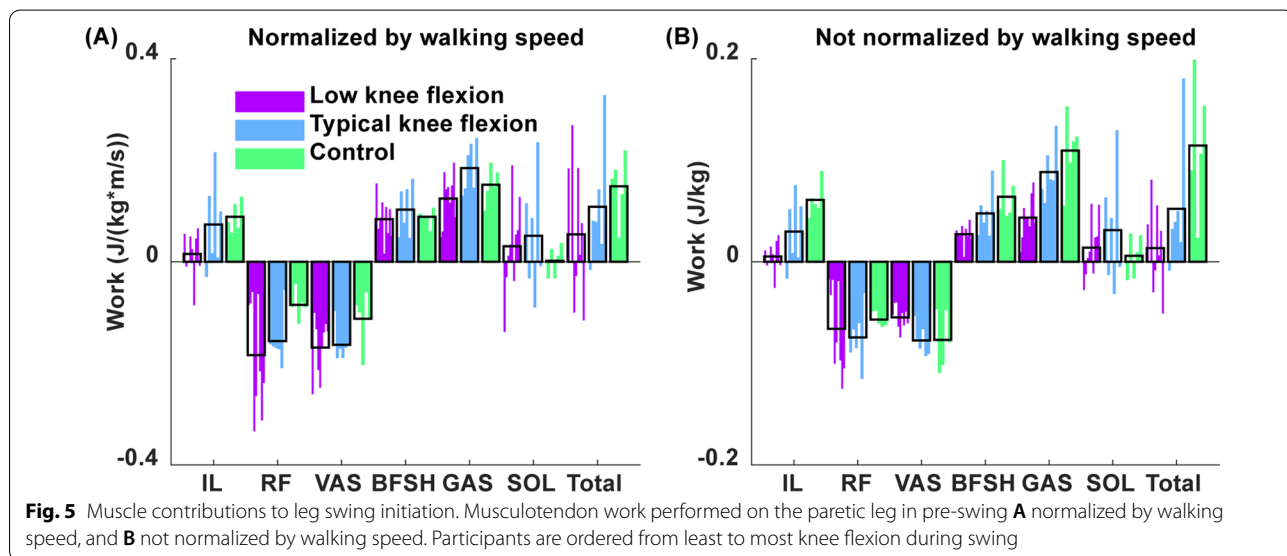 (A) Normalized by walking speed
(B) Not normalized by walking speed
0.4
0
-0.4
Work (J/(kg*m/s))
Low knee flexion
Typical knee flexion
Control
IL RF VAS BFSH GAS SOL Total
0.2
0
-0.2
Work (J/kg)
IL RF VAS BFSH GAS SOL Total
Fig. 5 Muscle contributions to leg swing initiation. Musculotendon work performed on the paretic leg in pre-swing A normalized by walking
speed, and B not normalized by walking speed. Participants are ordered from least to most knee flexion during swing